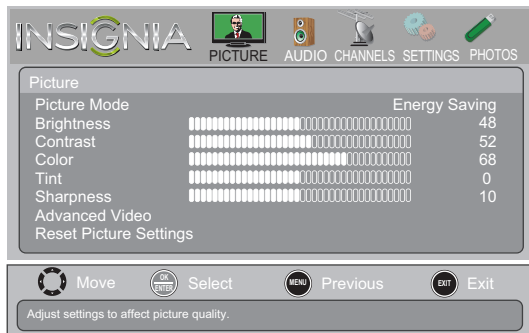 INSIGNIA
PICTURE AUDIO CHANNELS SETTINGS PHOTOS
Picture
Picture Mode Energy Saving
Brightness 48
Contrast 52
Color 68
Tint 0
Sharpness 10
Advanced Video
Reset Picture Settings
Move OK ENTER Select MENU Previous EXIT Exit
Adjust settings to affect picture quality.